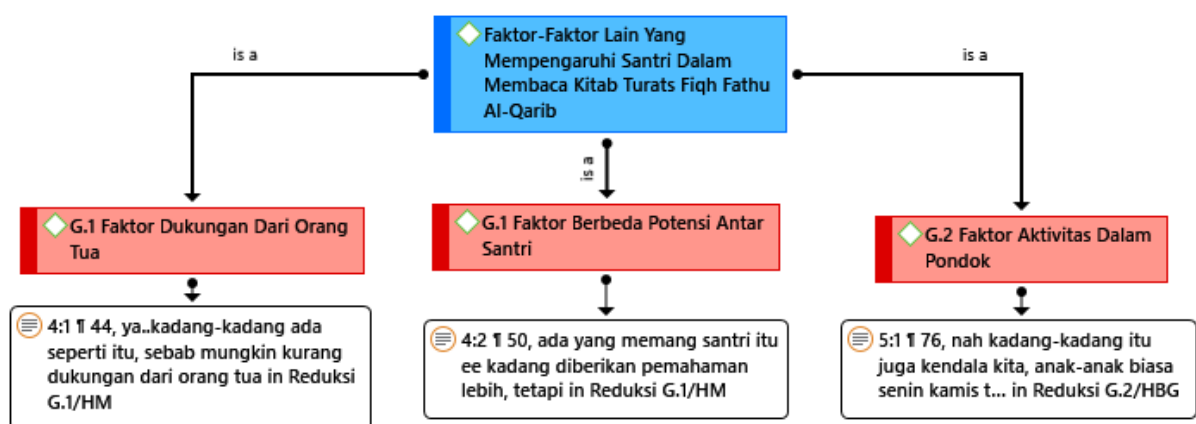 Faktor-Faktor Lain Yang
Mempengaruhi Santri Dalam
Membaca Kitab Turats Fiqh Fathu
Al-Qarib
is a
is a
is a
G.1 Faktor Dukungan Dari Orang
Tua
G.1 Faktor Berbeda Potensi Antar
Santri
G.2 Faktor Aktivitas Dalam
Pondok
4:1 ¶ 44, ya..kadang-kadang ada
seperti itu, sebab mungkin kurang
dukungan dari orang tua in Reduksi
G.1/HM
4:2 ¶ 50, ada yang memang santri itu
ee kadang diberikan pemahaman
lebih, tetapi in Reduksi G.1/HM
5:1 ¶ 76, nah kadang-kadang itu
juga kendala kita, anak-anak biasa
senin kamis t... in Reduksi G.2/HBG